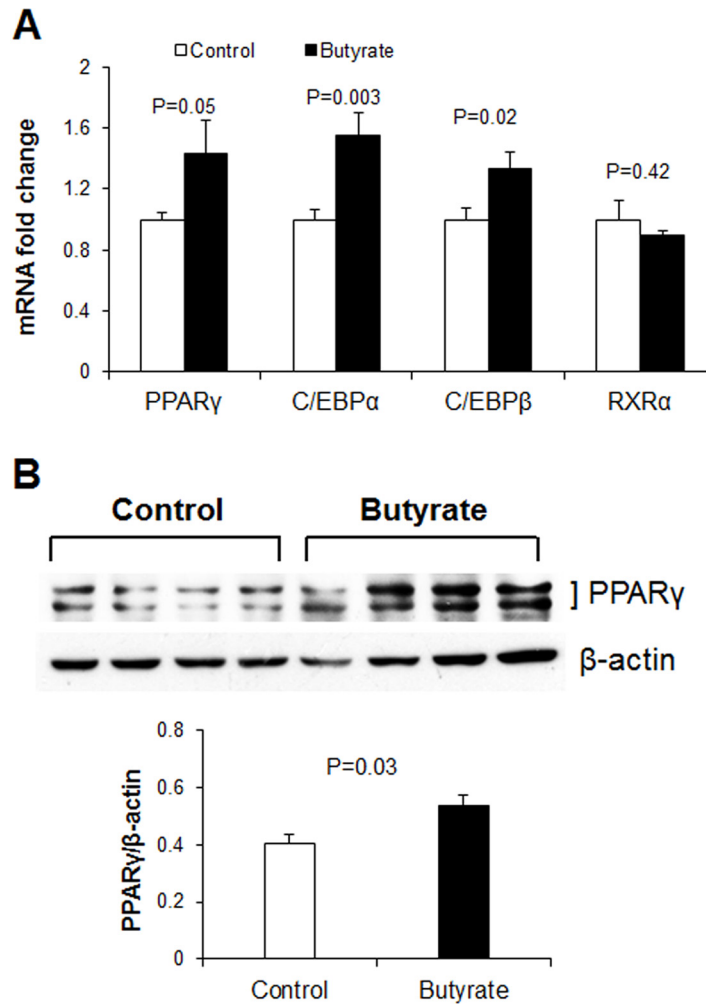 A
Control Butyrate
2
1.6
1.2
0.8
0.4
0
mRNA fold change
P=0.05
P=0.003
P=0.02
P=0.42
PPARγ C/EBPα C/EBPβ RXRα
B
Control Butyrate
] PPARγ
β-actin
0.8
0.6
0.4
0.2
0
PPARγ/β-actin
P=0.03
Control Butyrate